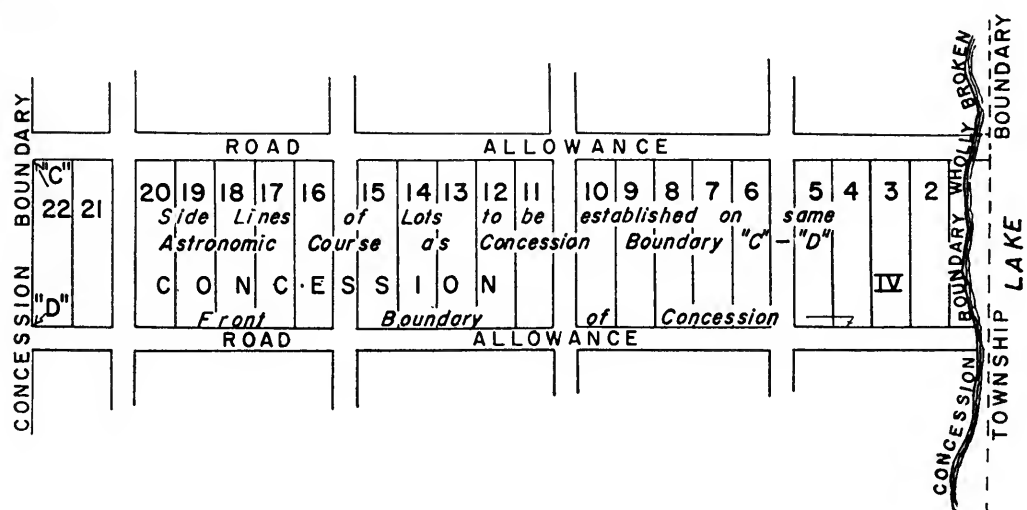 ROAD ALLOWANCE
"C"
22 21 20 19 18 17 16 15 14 13 12 11 10 9 8 7 6 5 4 3 2
Side Lines of Lots to be established on same
Astronomic Course as Concession Boundary "C"-"D"
CONCESSION IV
"D"
Front Boundary of Concession
ROAD ALLOWANCE
CONCESSION BOUNDARY
CONCESSION BOUNDARY WHOLLY BROKEN
TOWNSHIP BOUNDARY
LAKE